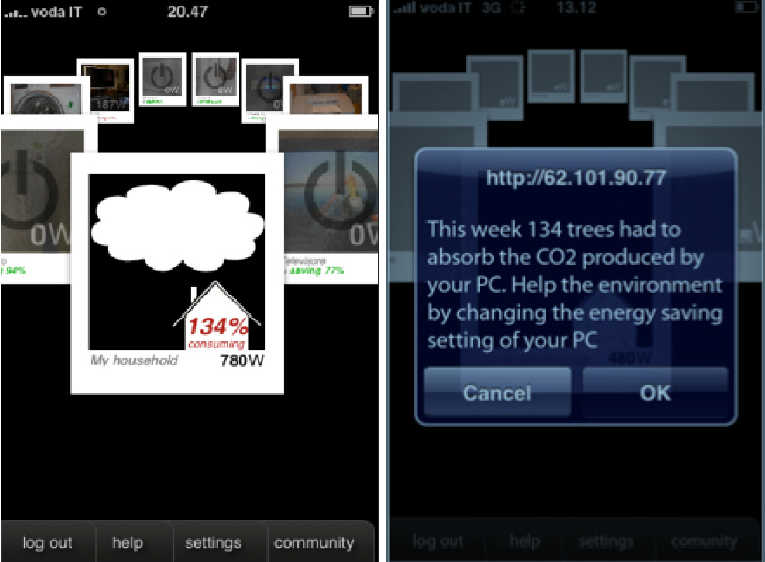 voda IT
20.47
187W
0W
0W
0W
0W
0W
94%
Televisore
saving 77%
134%
consuming
My household
780W
log out
help
settings
community
voda IT 3G
13.12
http://62.101.90.77
This week 134 trees had to
absorb the CO2 produced by
your PC. Help the environment
by changing the energy saving
setting of your PC
480W
Cancel
OK
log out
help
settings
comunity